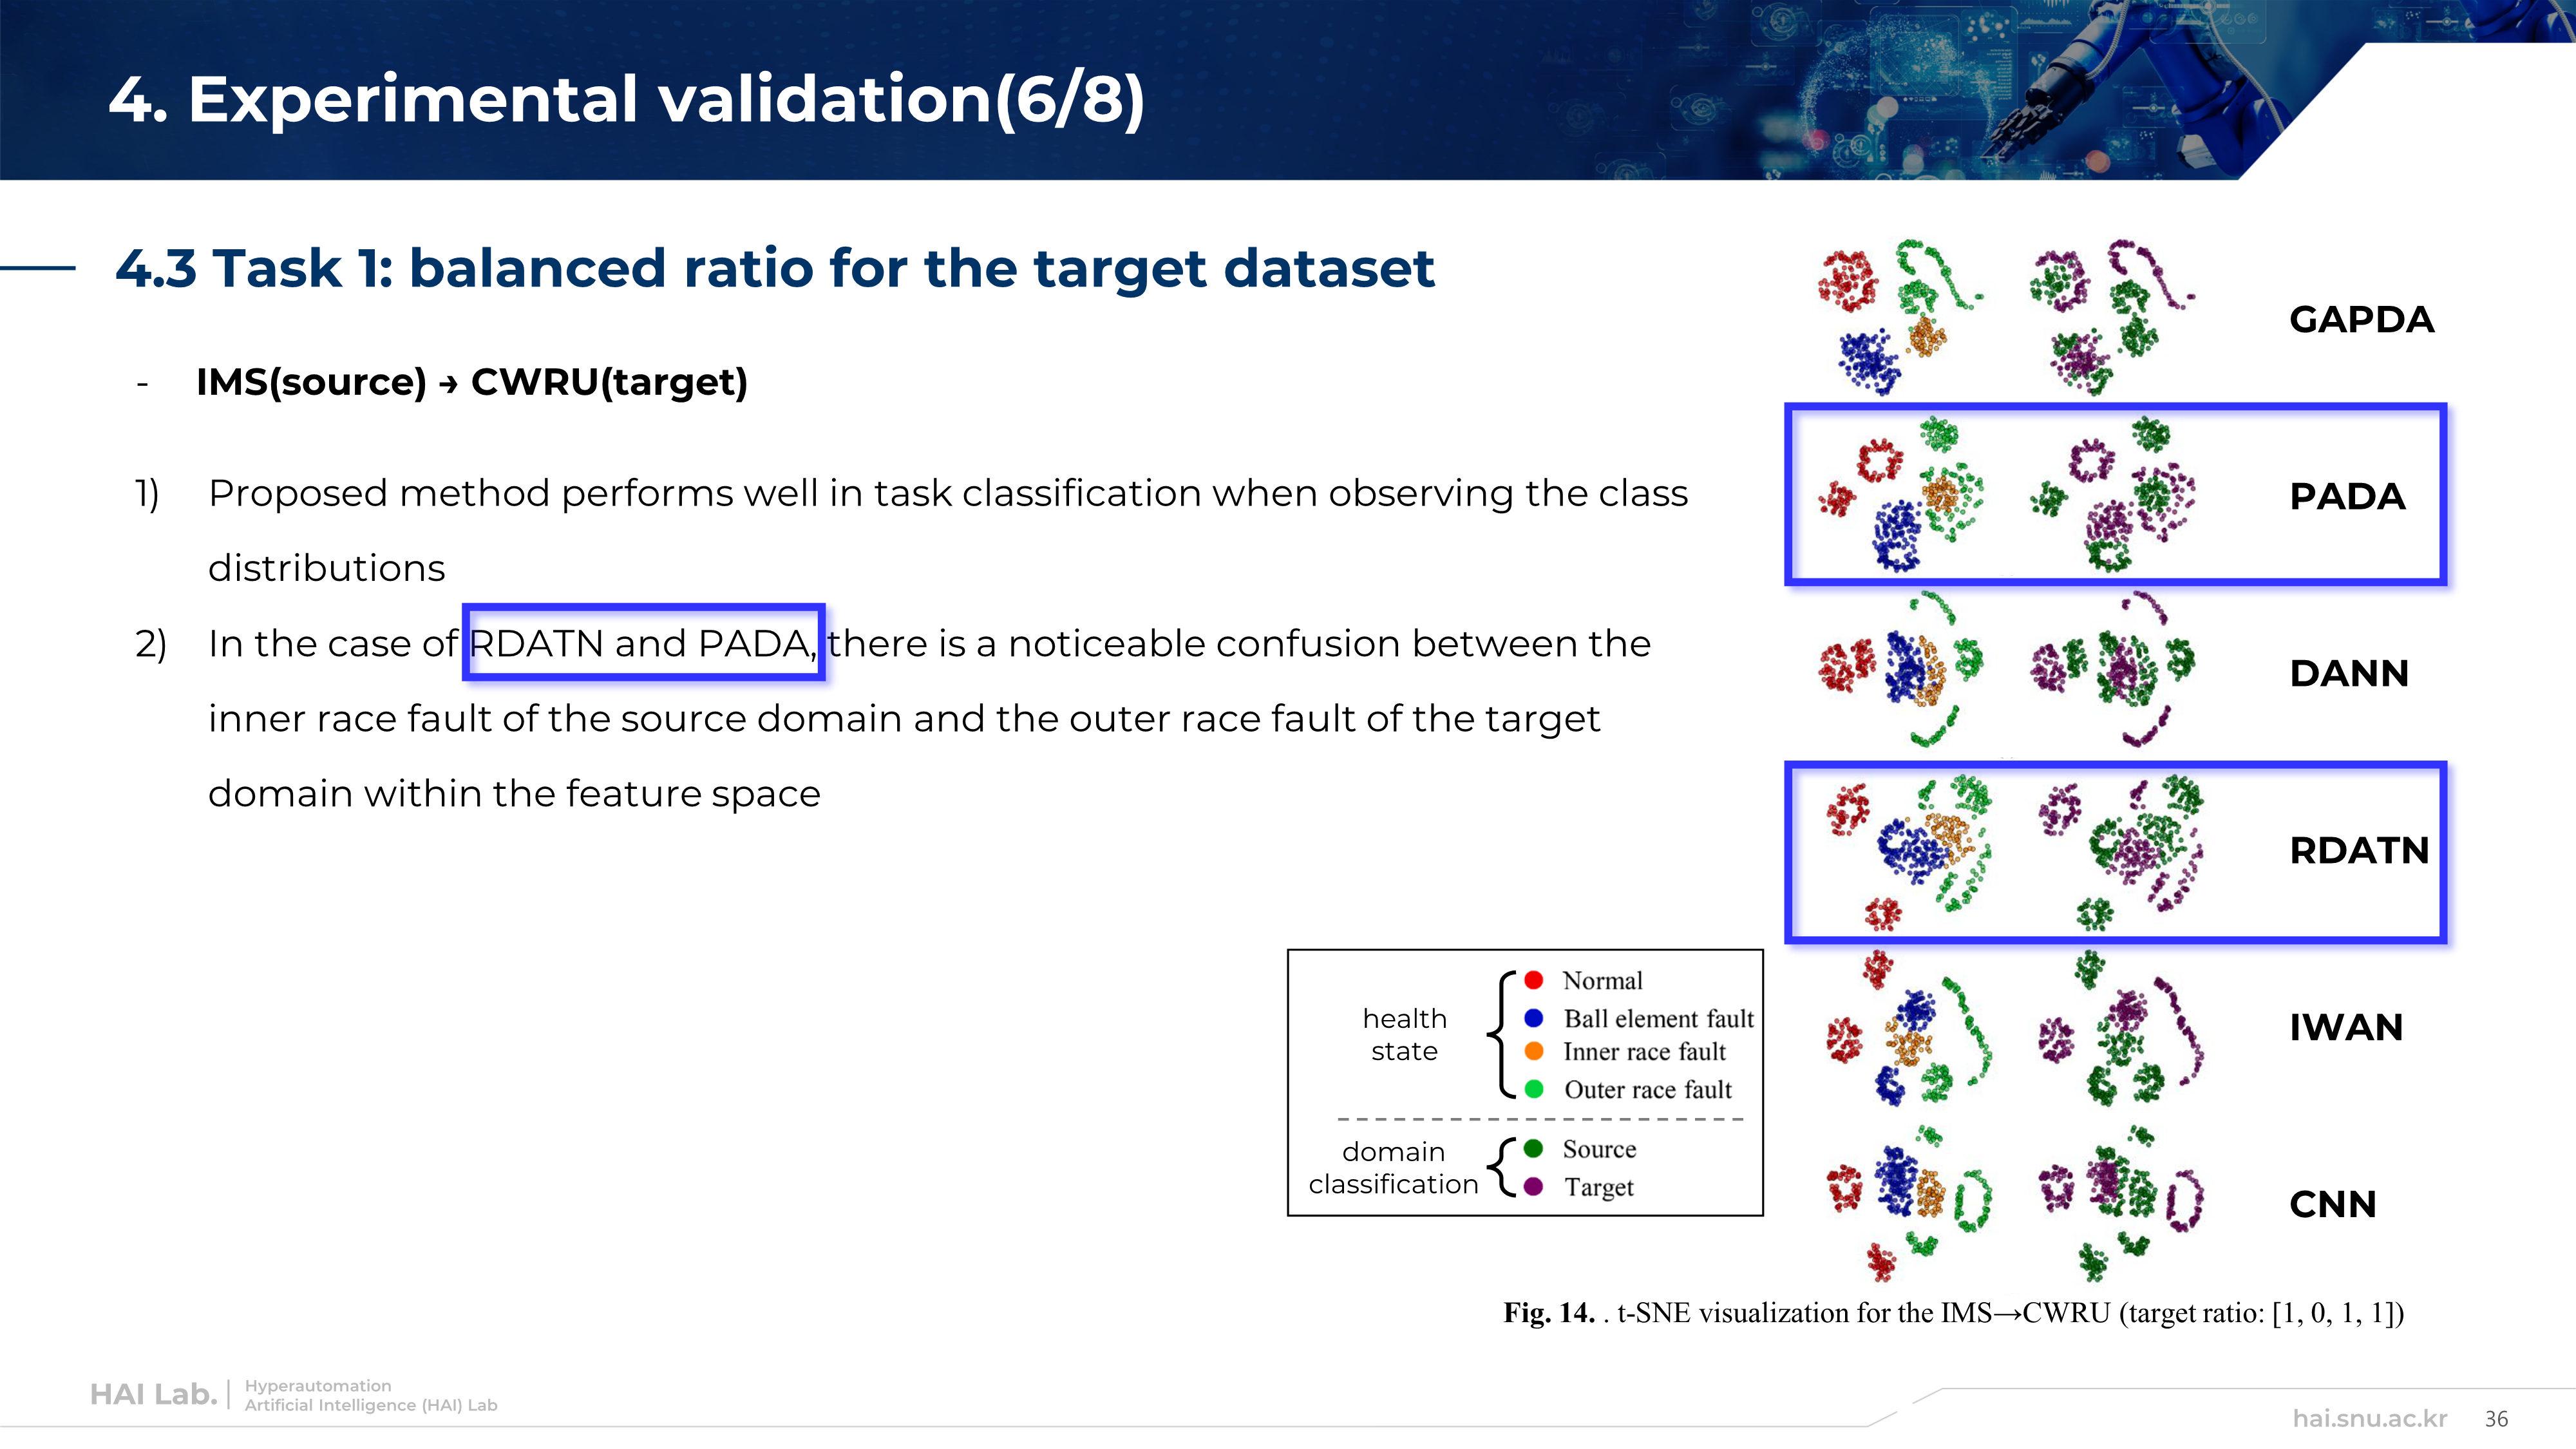 4. Experimental validation(6/8)
4.3 Task 1: balanced ratio for the target dataset
- IMS(source) → CWRU(target)
1) Proposed method performs well in task classification when observing the class
distributions
2) In the case of RDATN and PADA, there is a noticeable confusion between the
inner race fault of the source domain and the outer race fault of the target
domain within the feature space
GAPDA
PADA
DANN
RDATN
IWAN
CNN
health
state
Normal
Ball element fault
Inner race fault
Outer race fault
domain
classification
Source
Target
Fig. 14. . t-SNE visualization for the IMS→CWRU (target ratio: [1, 0, 1, 1])
HAI Lab.
Hyperautomation
Artificial Intelligence (HAI) Lab
hai.snu.ac.kr 36